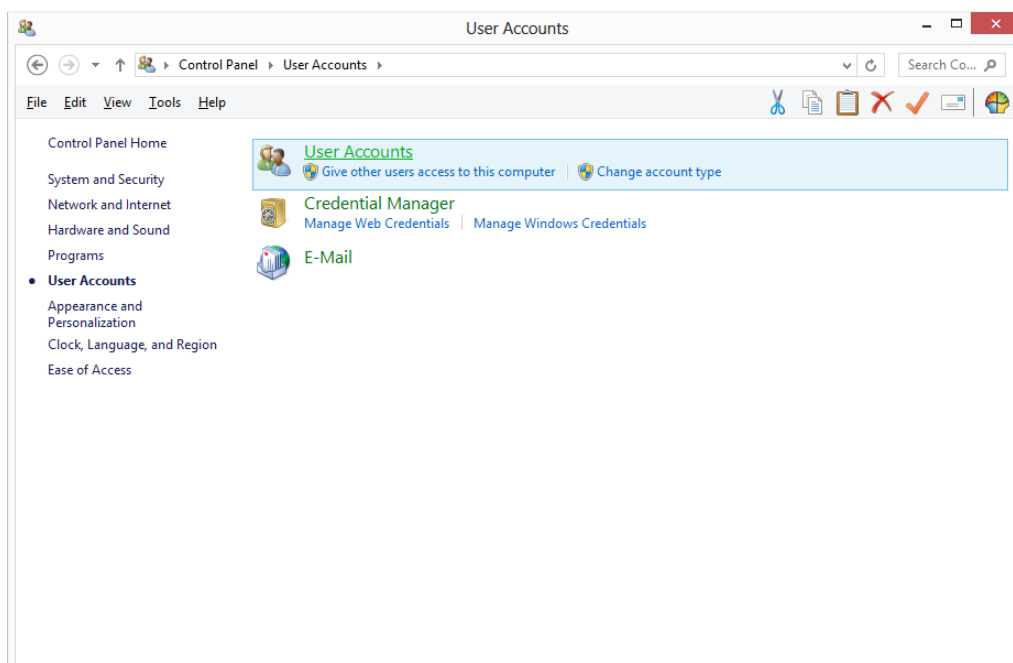 User Accounts
Control Panel User Accounts Search Co...
File Edit View Tools Help
Control Panel Home
System and Security
Network and Internet
Hardware and Sound
Programs
User Accounts
Appearance and
Personalization
Clock, Language, and Region
Ease of Access
User Accounts
Give other users access to this computer Change account type
Credential Manager
Manage Web Credentials Manage Windows Credentials
E-Mail